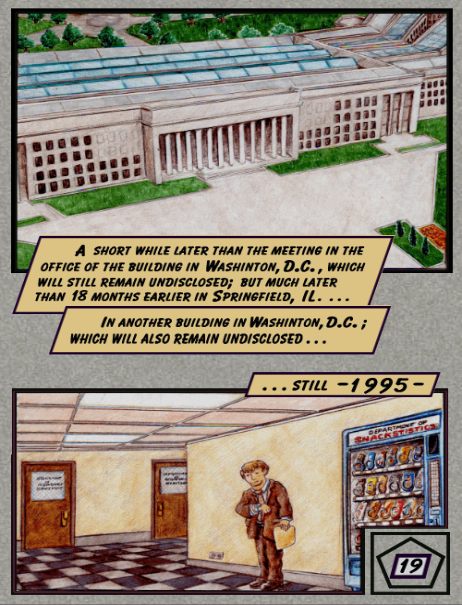 A SHORT WHILE LATER THAN THE MEETING IN THE
OFFICE OF THE BUILDING IN WASHINTON, D.C., WHICH
WILL STILL REMAIN UNDISCLOSED; BUT MUCH LATER
THAN 18 MONTHS EARLIER IN SPRINGFIELD, IL. . . .
IN ANOTHER BUILDING IN WASHINTON, D.C.;
WHICH WILL ALSO REMAIN UNDISCLOSED . . .
. . . STILL -1995-
DEPARTMENT OF
SNACKSTISTICS
19